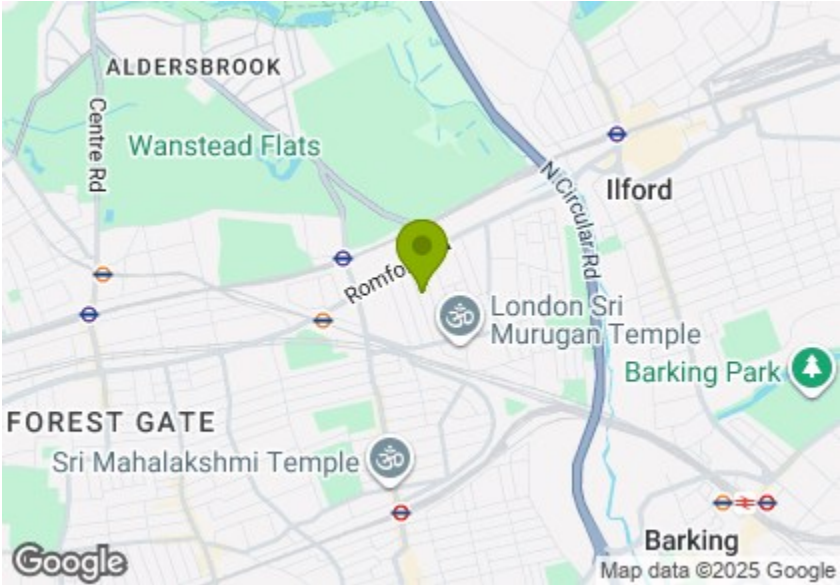 ALDERSBROOK
Centre Rd
Wanstead Flats
N Circular Rd
Ilford
London Sri
Murugan Temple
Barking Park
FOREST GATE
Sri Mahalakshmi Temple
Barking
Google
Map data ©2025 Google